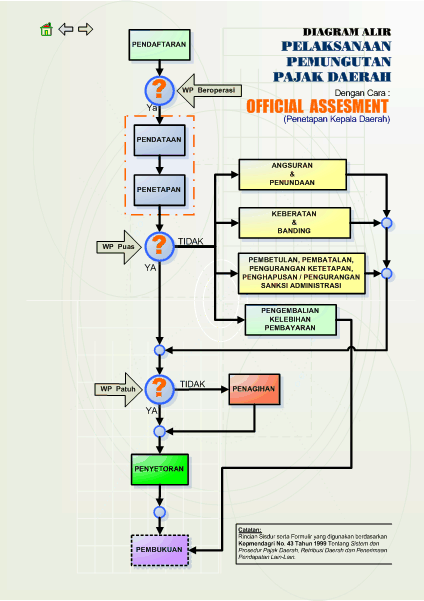 DIAGRAM ALIR
PELAKSANAAN
PEMUNGUTAN
PAJAK DAERAH
Dengan Cara :
OFFICIAL ASSESMENT
(Penetapan Kepala Daerah)
PENDAFTARAN
?
WP Beroperasi
Ya
PENDATAAN
PENETAPAN
WP Puas
?
TIDAK
YA
ANGSURAN
&
PENUNDAAN
KEBERATAN
&
BANDING
PEMBETULAN, PEMBATALAN,
PENGURANGAN KETETAPAN,
PENGHAPUSAN / PENGURANGAN
SANKSI ADMINISTRASI
PENGEMBALIAN
KELEBIHAN
PEMBAYARAN
WP Patuh
?
TIDAK
PENAGIHAN
YA
PENYETORAN
PEMBUKUAN
Catatan:
Rincian Sisdur serta Formulir yang digunakan berdasarkan
Kepmendagri No. 43 Tahun 1999 Tentang Sistem dan
Prosedur Pajak Daerah, Retribusi Daerah dan Penerimaan
Pendapatan Lain-Lain.